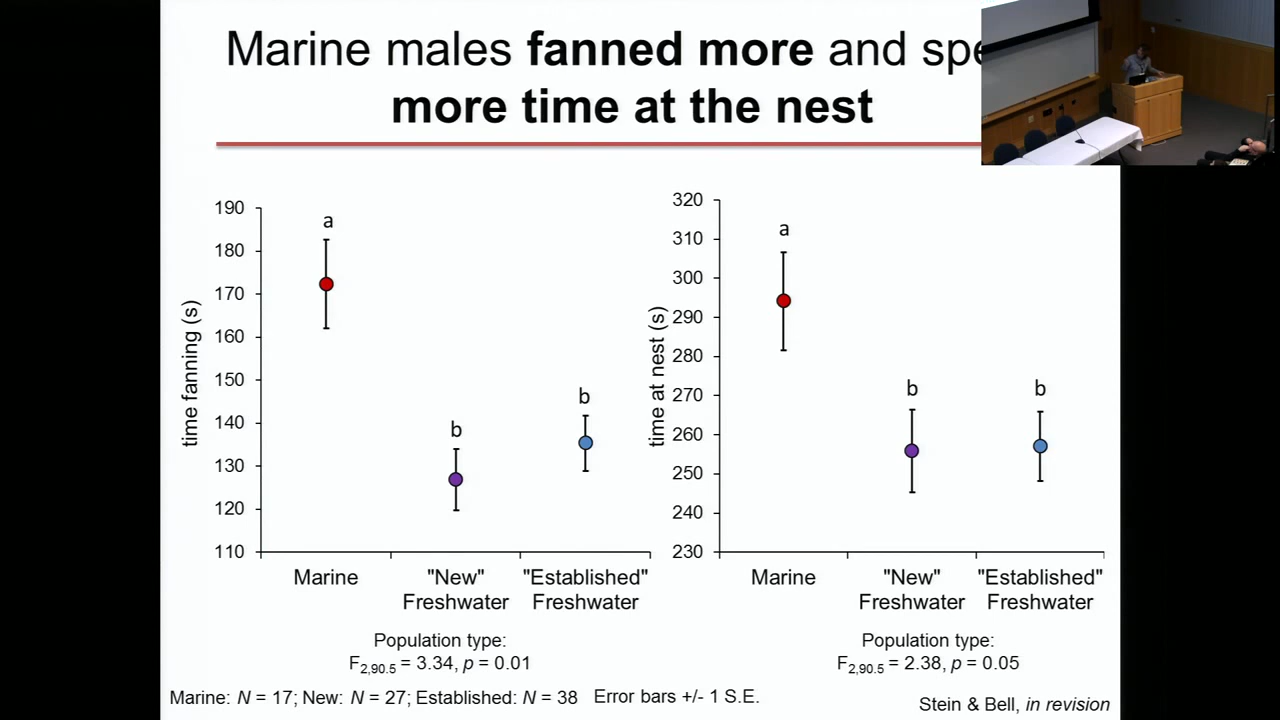 Marine males fanned more and spe
more time at the nest
190
180
170
160
150
140
130
120
110
time fanning (s)
a
b
b
Marine
"New"
Freshwater
"Established"
Freshwater
Population type:
F2,90.5 = 3.34, p = 0.01
320
310
300
290
280
270
260
250
240
230
time at nest (s)
a
b
b
Marine
"New"
Freshwater
"Established"
Freshwater
Population type:
F2,90.5 = 2.38, p = 0.05
Marine: N = 17; New: N = 27; Established: N = 38 Error bars +/- 1 S.E.
Stein & Bell, in revision